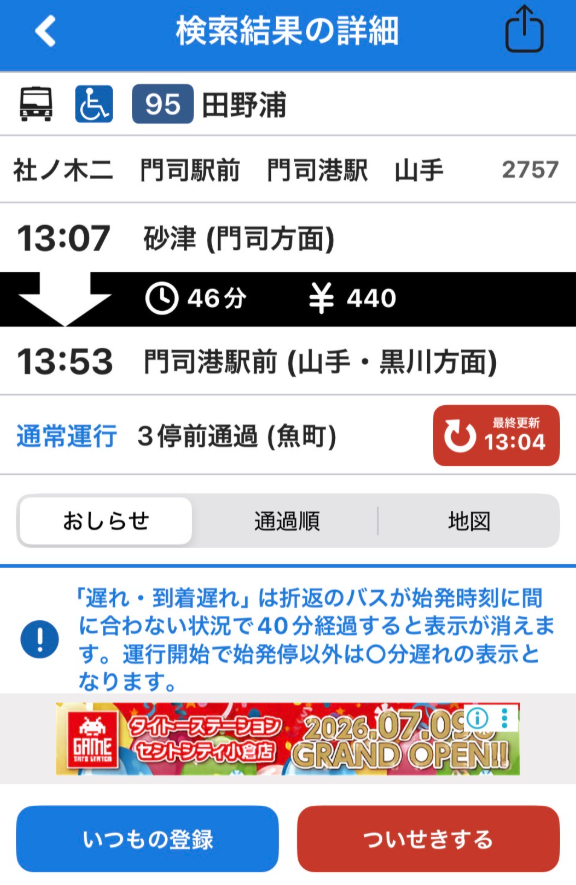 検索結果の詳細
95 田野浦
社ノ木二 門司駅前 門司港駅 山手 2757
13:07 砂津 (門司方面)
46分 ¥ 440
13:53 門司港駅前 (山手・黒川方面)
通常運行 3停前通過 (魚町) 最終更新 13:04
おしらせ 通過順 地図
「遅れ・到着遅れ」は折返のバスが始発時刻に間
に合わない状況で40分経過すると表示が消えま
す。運行開始で始発停以外は〇分遅れの表示と
なります。
GAME
TAITO STATION
タイトーステーション
セントシティ小倉店
2026.07.09
GRAND OPEN!!
いつもの登録 ついせきする